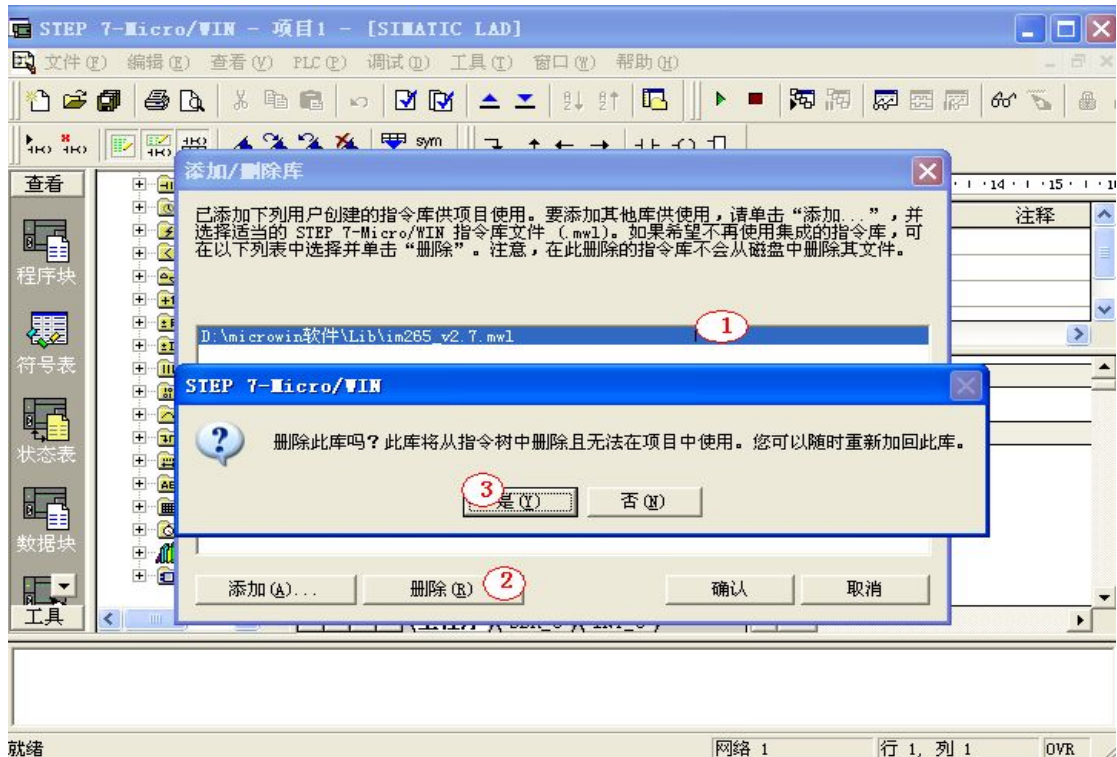 STEP 7-Micro/WIN - 项目1 - [SIMATIC LAD]
文件(F) 编辑(E) 查看(V) PLC(P) 调试(D) 工具(T) 窗口(W) 帮助(H)
sym
查看
程序块
符号表
状态表
数据块
工具
添加/删除库
已添加下列用户创建的指令库供项目使用。要添加其他库供使用，请单击“添加...”，并
选择适当的 STEP 7-Micro/WIN 指令库文件 (.mwl)。如果希望不再使用集成的指令库，可
在以下列表中选择并单击“删除”。注意，在此删除的指令库不会从磁盘中删除其文件。
D:\microwin软件\Lib\im265_v2.7.mwl
1
STEP 7-Micro/WIN
删除此库吗？此库将从指令树中删除且无法在项目中使用。您可以随时重新加回此库。
3 是(Y) 否(N)
添加(A)... 删除(R) 2 确认 取消
14 15
注释
就绪 网络 1 行 1, 列 1 OVR